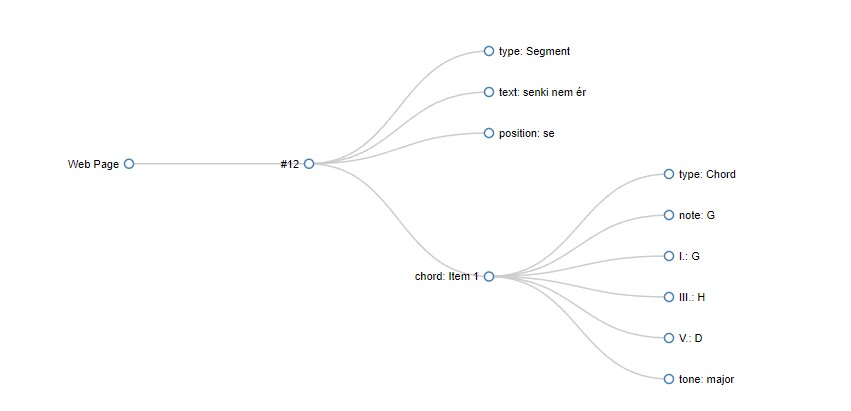 type: Segment
text: senki nem ér
position: se
Web Page
#12
type: Chord
note: G
I.: G
chord: Item 1
III.: H
V.: D
tone: major